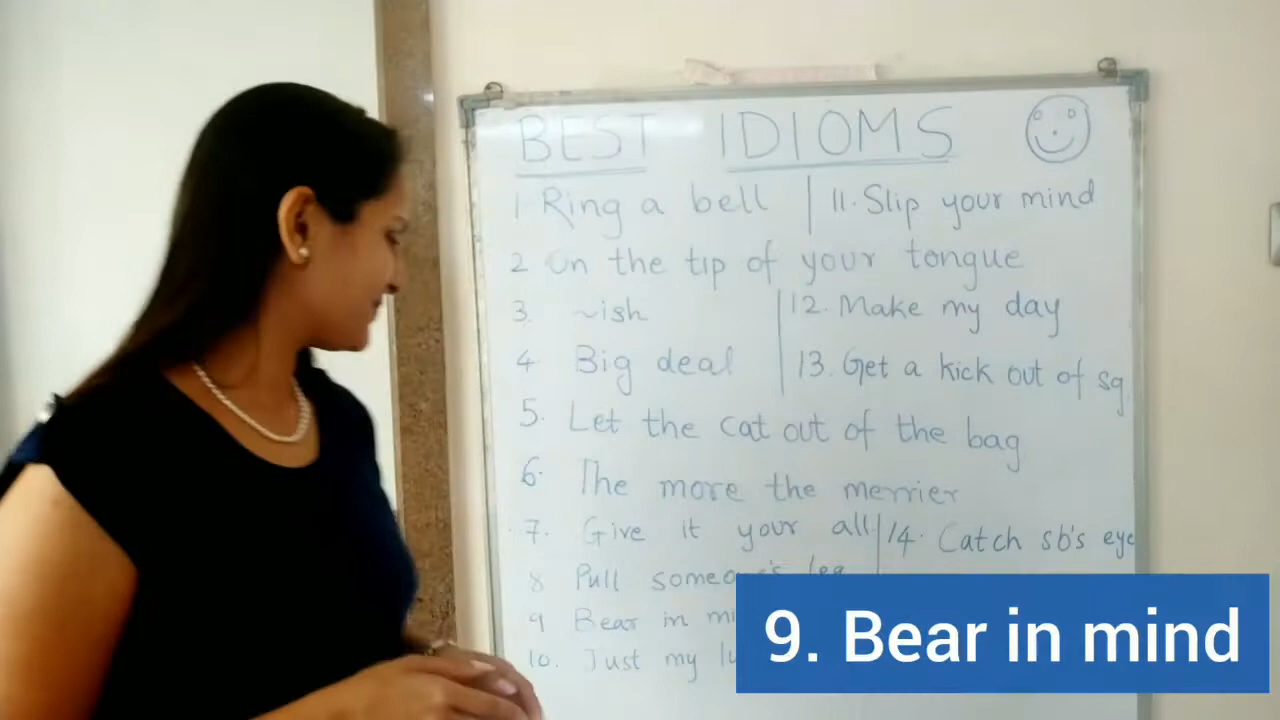 BEST IDIOMS
1 Ring a bell 11. Slip your mind
2 On the tip of your tongue
3. ~ish 12. Make my day
4. Big deal 13. Get a kick out of sg
5. Let the cat out of the bag
6. The more the merrier
7. Give it your all 14. Catch sb's eye
8 Pull someone's leg
9 Bear in
10. Just my
9. Bear in mind